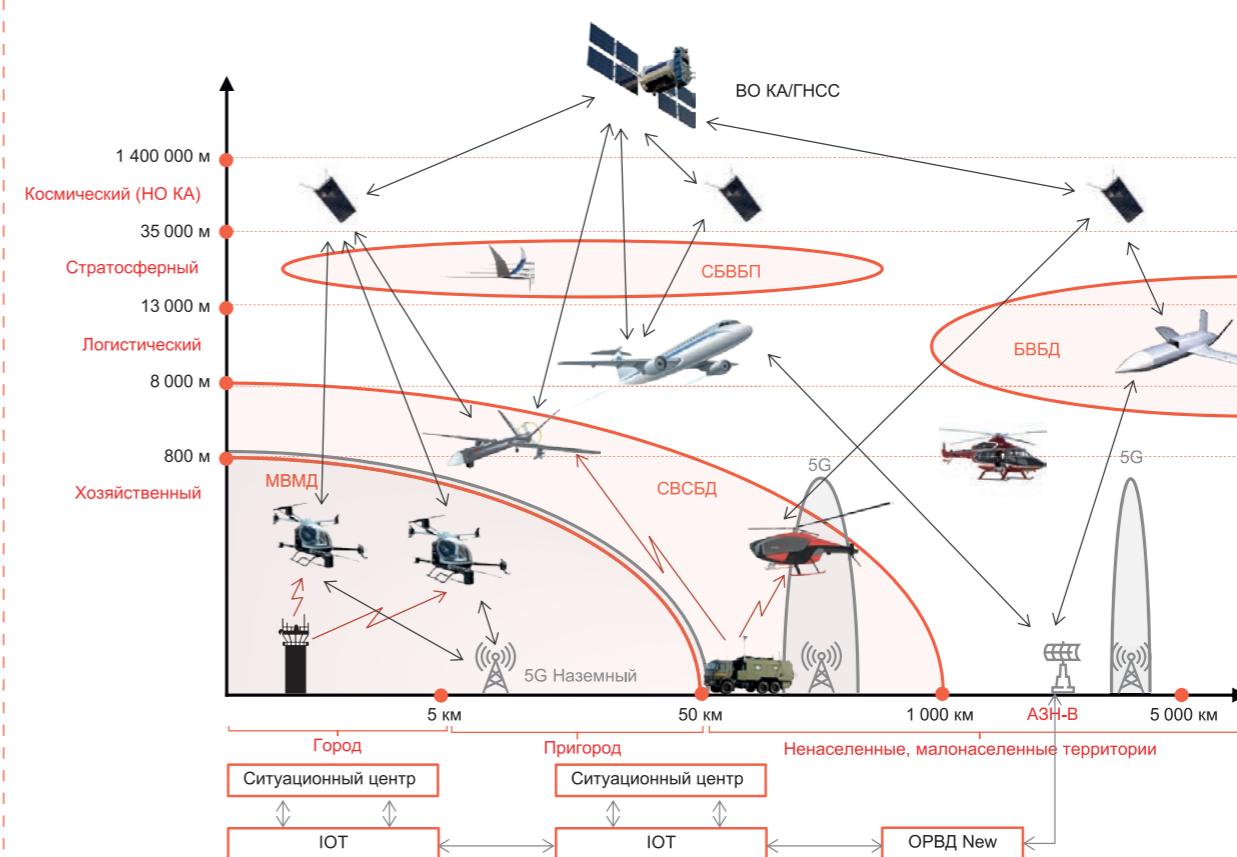 ВО КА/ГНСС
1 400 000 м
Космический (НО КА)
35 000 м
Стратосферный
СБВБП
13 000 м
Логистический
БВБД
8 000 м
800 м
5G
5G
МВМД
СВСБД
Хозяйственный
5G Наземный
5 км
50 км
1 000 км
АЗН-В
5 000 км
Город
Пригород
Ненаселенные, малонаселенные территории
Ситуационный центр
Ситуационный центр
IOT
IOT
ОРВД New